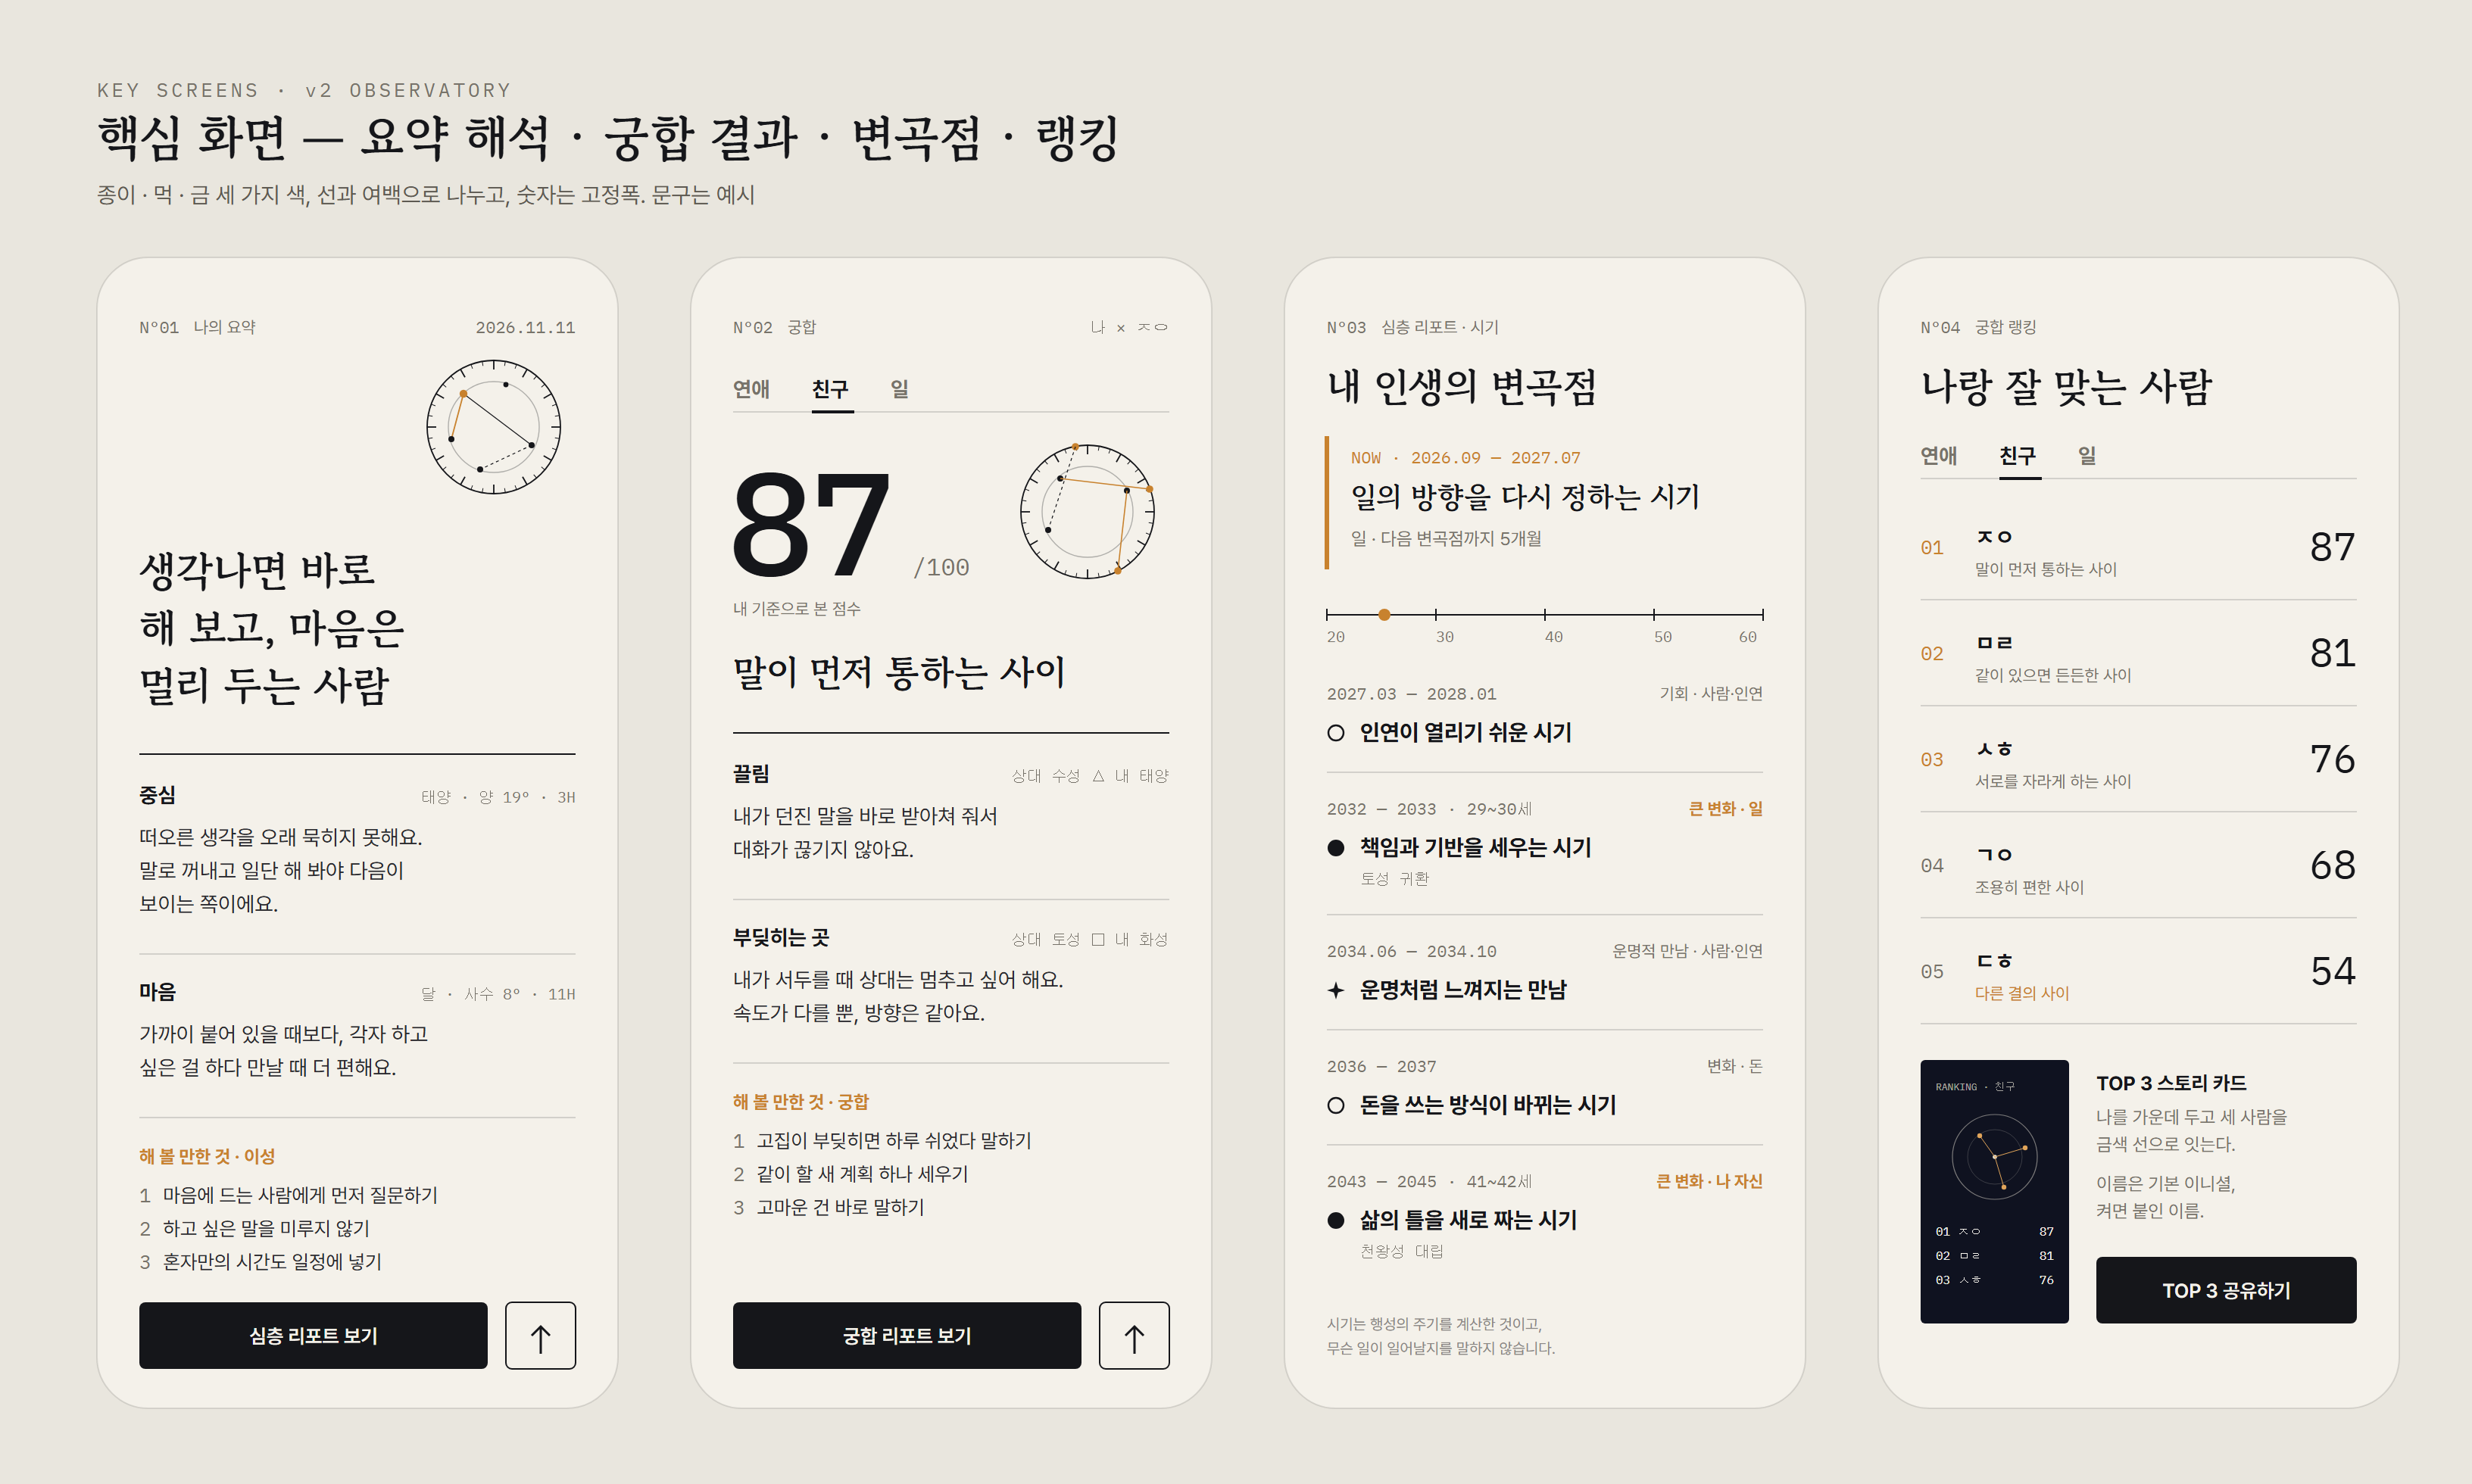 KEY SCREENS · v2 OBSERVATORY
핵심 화면 — 요약 해석 · 궁합 결과 · 변곡점 · 랭킹
종이 · 먹 · 금 세 가지 색, 선과 여백으로 나누고, 숫자는 고정폭. 문구는 예시
N°01 나의 요약
2026.11.11
생각나면 바로
해 보고, 마음은
멀리 두는 사람
중심
태양 · 양 19° · 3H
떠오른 생각을 오래 묵히지 못해요.
말로 꺼내고 일단 해 봐야 다음이
보이는 쪽이에요.
마음
달 · 사수 8° · 11H
가까이 붙어 있을 때보다, 각자 하고
싶은 걸 하다 만날 때 더 편해요.
해 볼 만한 것 · 이성
1 마음에 드는 사람에게 먼저 질문하기
2 하고 싶은 말을 미루지 않기
3 혼자만의 시간도 일정에 넣기
심층 리포트 보기
↑
N°02 궁합
나 × ㅈㅇ
연애 친구 일
87 /100
내 기준으로 본 점수
말이 먼저 통하는 사이
끌림
상대 수성 △ 내 태양
내가 던진 말을 바로 받아쳐 줘서
대화가 끊기지 않아요.
부딪히는 곳
상대 토성 □ 내 화성
내가 서두를 때 상대는 멈추고 싶어 해요.
속도가 다를 뿐, 방향은 같아요.
해 볼 만한 것 · 궁합
1 고집이 부딪히면 하루 쉬었다 말하기
2 같이 할 새 계획 하나 세우기
3 고마운 건 바로 말하기
궁합 리포트 보기
↑
N°03 심층 리포트 · 시기
내 인생의 변곡점
NOW · 2026.09 — 2027.07
일의 방향을 다시 정하는 시기
일 · 다음 변곡점까지 5개월
20 30 40 50 60
2027.03 — 2028.01
기회 · 사람·인연
인연이 열리기 쉬운 시기
2032 — 2033 · 29~30세
큰 변화 · 일
책임과 기반을 세우는 시기
토성 귀환
2034.06 — 2034.10
운명적 만남 · 사람·인연
운명처럼 느껴지는 만남
2036 — 2037
변화 · 돈
돈을 쓰는 방식이 바뀌는 시기
2043 — 2045 · 41~42세
큰 변화 · 나 자신
삶의 틀을 새로 짜는 시기
천왕성 대립
시기는 행성의 주기를 계산한 것이고,
무슨 일이 일어날지를 말하지 않습니다.
N°04 궁합 랭킹
나랑 잘 맞는 사람
연애 친구 일
01 ㅈㅇ 87
말이 먼저 통하는 사이
02 ㅁㄹ 81
같이 있으면 든든한 사이
03 ㅅㅎ 76
서로를 자라게 하는 사이
04 ㄱㅇ 68
조용히 편한 사이
05 ㄷㅎ 54
다른 결의 사이
RANKING · 친구
01 ㅈㅇ 87
02 ㅁㄹ 81
03 ㅅㅎ 76
TOP 3 스토리 카드
나를 가운데 두고 세 사람을
금색 선으로 잇는다.
이름은 기본 이니셜,
켜면 붙인 이름.
TOP 3 공유하기